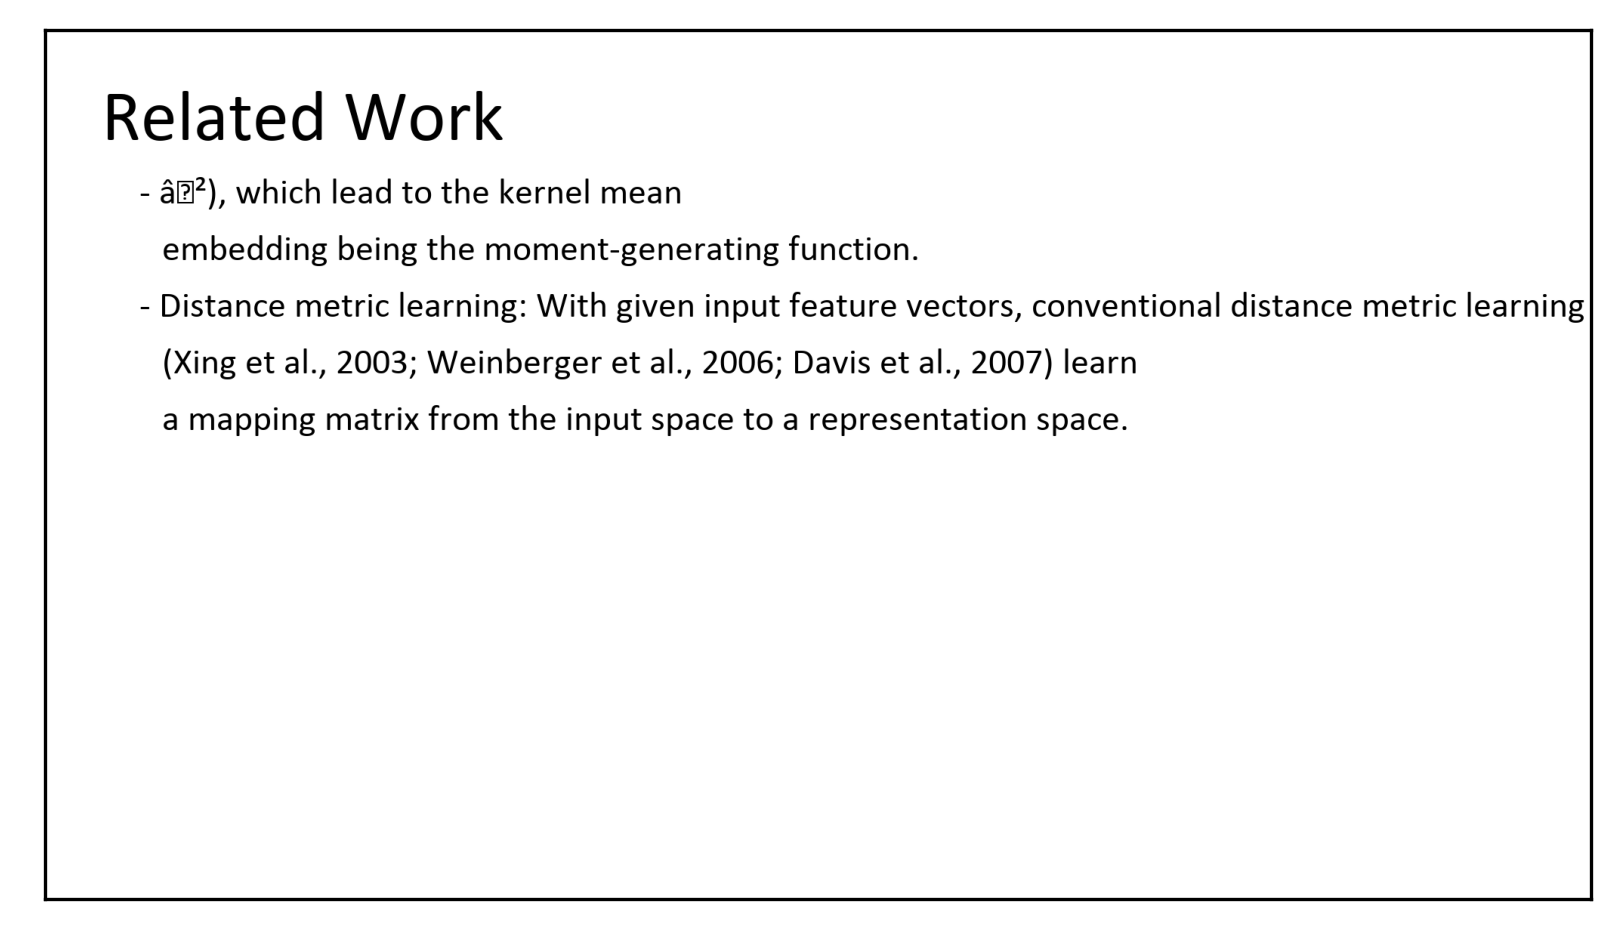 Related Work
- â�²), which lead to the kernel mean
embedding being the moment-generating function.
- Distance metric learning: With given input feature vectors, conventional distance metric learning
(Xing et al., 2003; Weinberger et al., 2006; Davis et al., 2007) learn
a mapping matrix from the input space to a representation space.